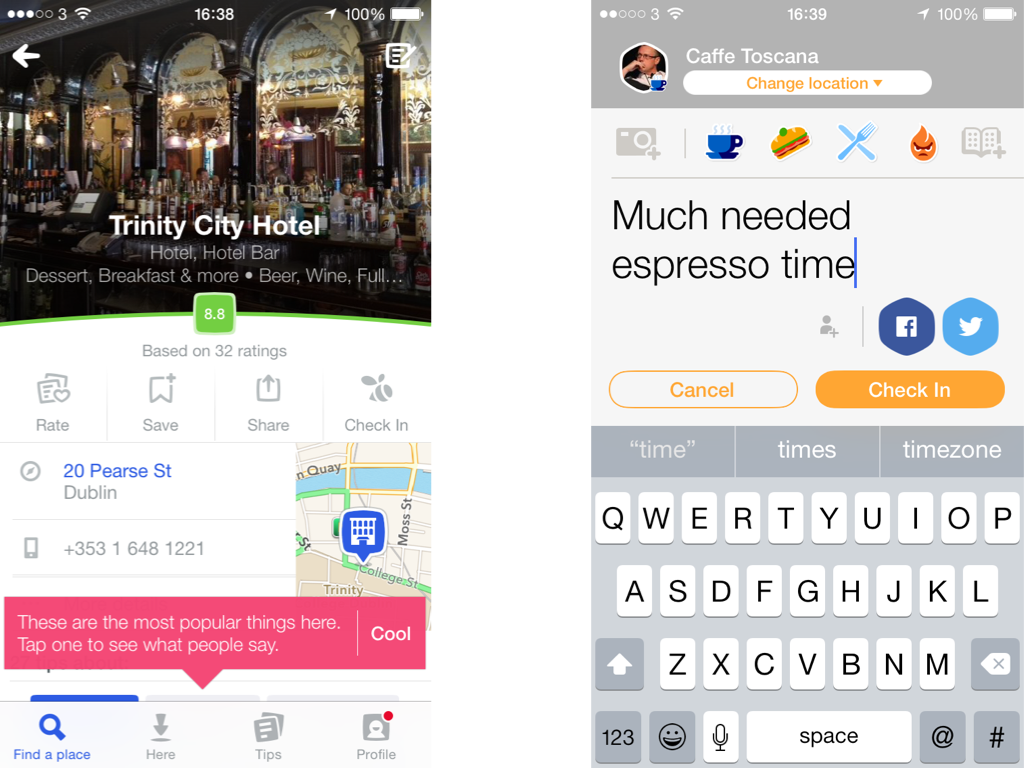 3 16:38 100%
Trinity City Hotel
Hotel, Hotel Bar
Dessert, Breakfast & more • Beer, Wine, Full…
8.8
Based on 32 ratings
Rate Save Share Check In
20 Pearse St
Dublin
+353 1 648 1221
n Quay
Moss St
College St
Trinity
These are the most popular things here.
Tap one to see what people say.
Cool
Find a place Here Tips Profile
3 16:39 100%
Caffe Toscana
Change location ▾
Much needed
espresso time
Cancel Check In
“time” times timezone
Q W E R T Y U I O P
A S D F G H J K L
Z X C V B N M
123 space @ #